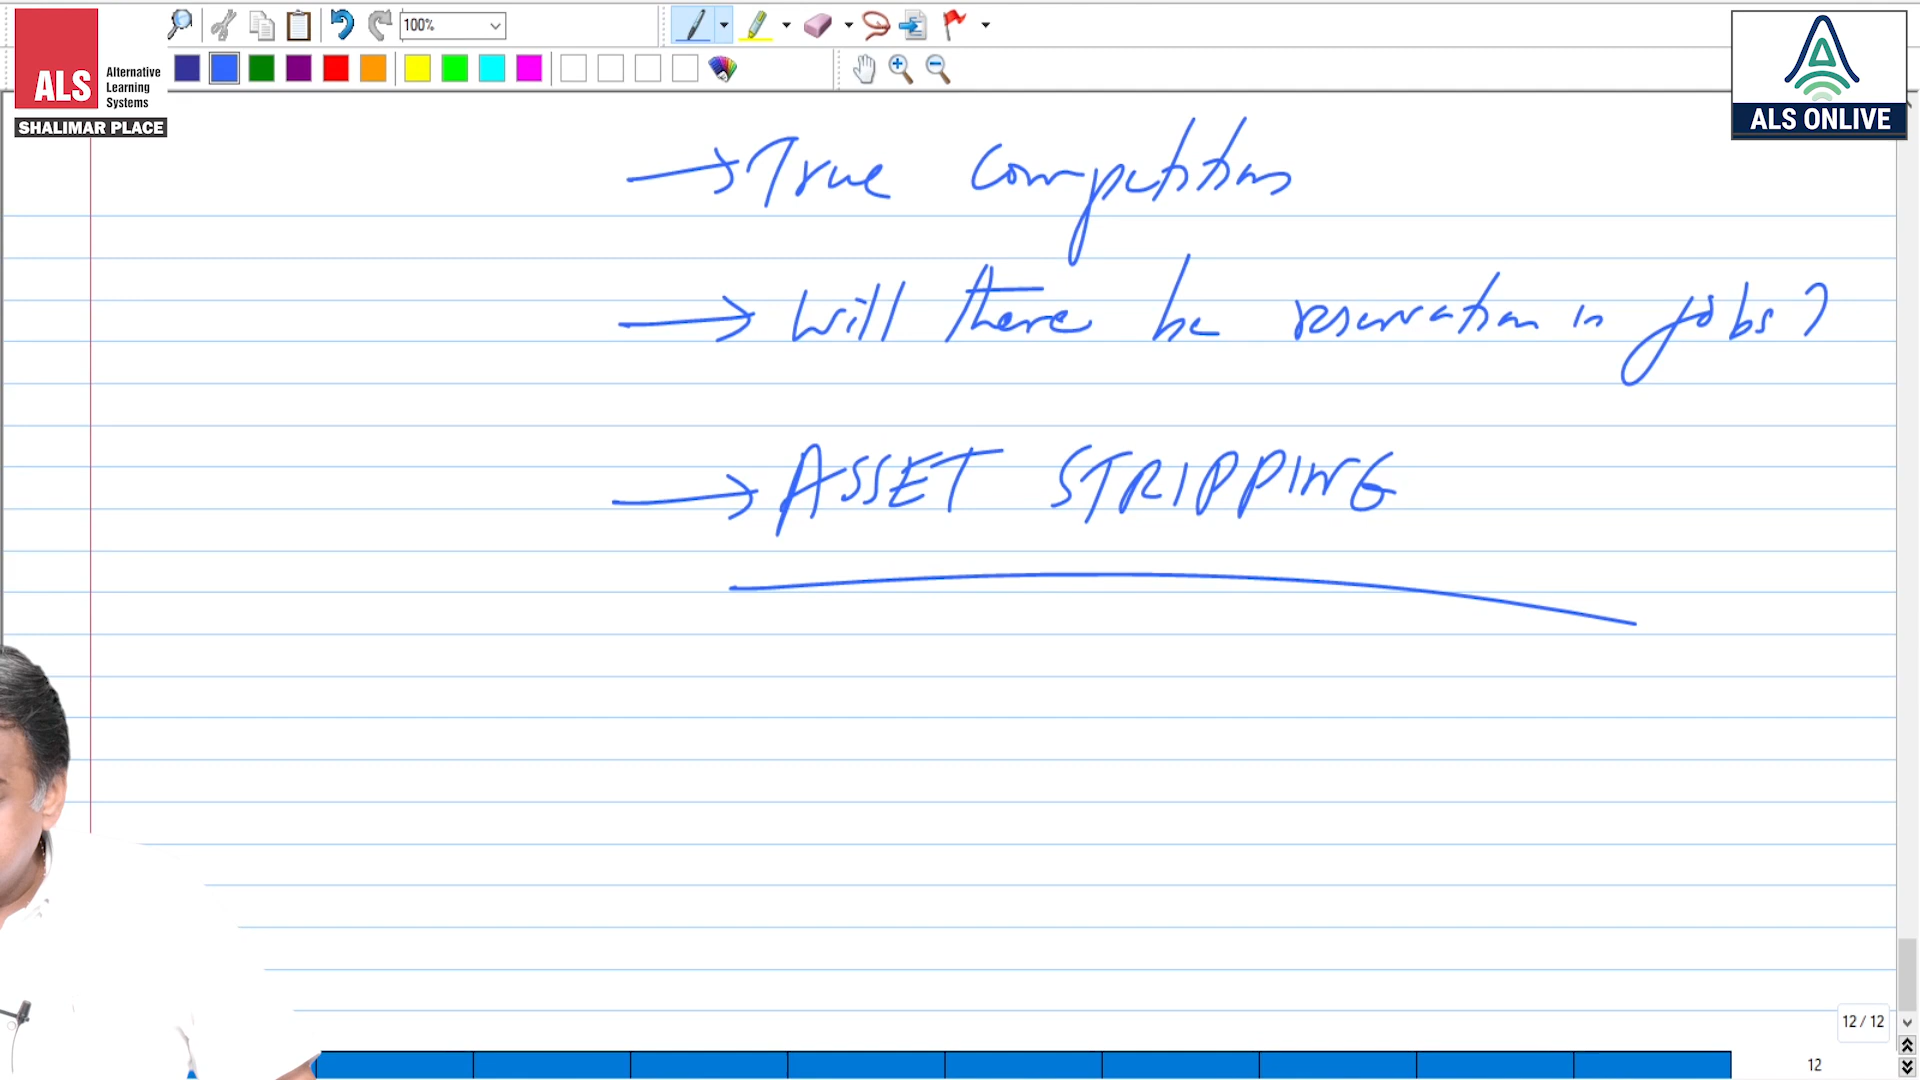 100%
ALS
Alternative
Learning
Systems
SHALIMAR PLACE
ALS ONLIVE
→ True Competition
→ Will there be reservation in jobs?
→ ASSET STRIPPING
12 / 12
12